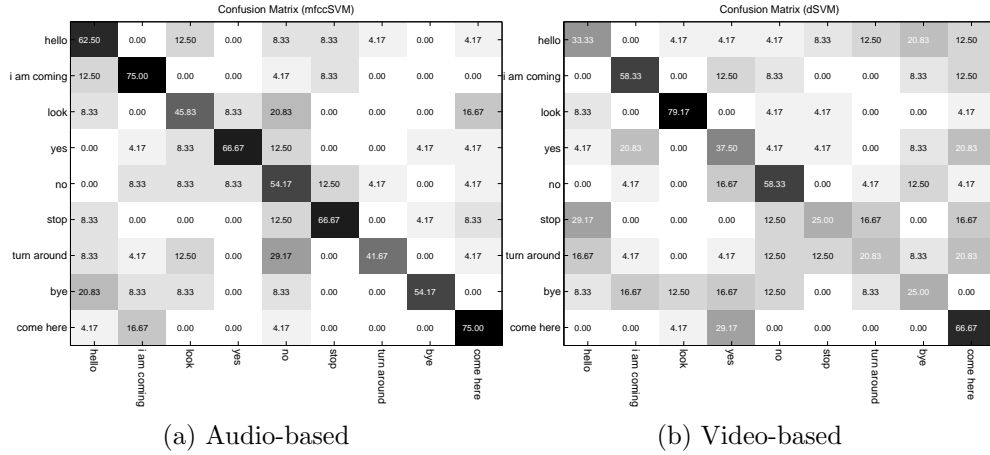 Confusion Matrix (mfccSVM)
hello 62.50 0.00 12.50 0.00 8.33 8.33 4.17 0.00 4.17
i am coming 12.50 75.00 0.00 0.00 4.17 8.33 0.00 0.00 0.00
look 8.33 0.00 45.83 8.33 20.83 0.00 0.00 0.00 16.67
yes 0.00 4.17 8.33 66.67 12.50 0.00 0.00 4.17 4.17
no 0.00 8.33 8.33 8.33 54.17 12.50 4.17 0.00 4.17
stop 8.33 0.00 0.00 0.00 12.50 66.67 0.00 4.17 8.33
turn around 8.33 4.17 12.50 0.00 29.17 0.00 41.67 0.00 4.17
bye 20.83 8.33 8.33 0.00 8.33 0.00 0.00 54.17 0.00
come here 4.17 16.67 0.00 0.00 4.17 0.00 0.00 0.00 75.00
hello i am coming look yes no stop turn around bye come here
(a) Audio-based
Confusion Matrix (dSVM)
hello 33.33 0.00 4.17 4.17 4.17 8.33 12.50 20.83 12.50
i am coming 0.00 58.33 0.00 12.50 8.33 0.00 0.00 8.33 12.50
look 8.33 0.00 79.17 0.00 4.17 4.17 0.00 0.00 4.17
yes 4.17 20.83 0.00 37.50 4.17 4.17 0.00 8.33 20.83
no 0.00 4.17 0.00 16.67 58.33 0.00 4.17 12.50 4.17
stop 29.17 0.00 0.00 0.00 12.50 25.00 16.67 0.00 16.67
turn around 16.67 4.17 0.00 4.17 12.50 12.50 20.83 8.33 20.83
bye 8.33 16.67 12.50 16.67 12.50 0.00 8.33 25.00 0.00
come here 0.00 0.00 4.17 29.17 0.00 0.00 0.00 0.00 66.67
hello i am coming look yes no stop turn around bye come here
(b) Video-based